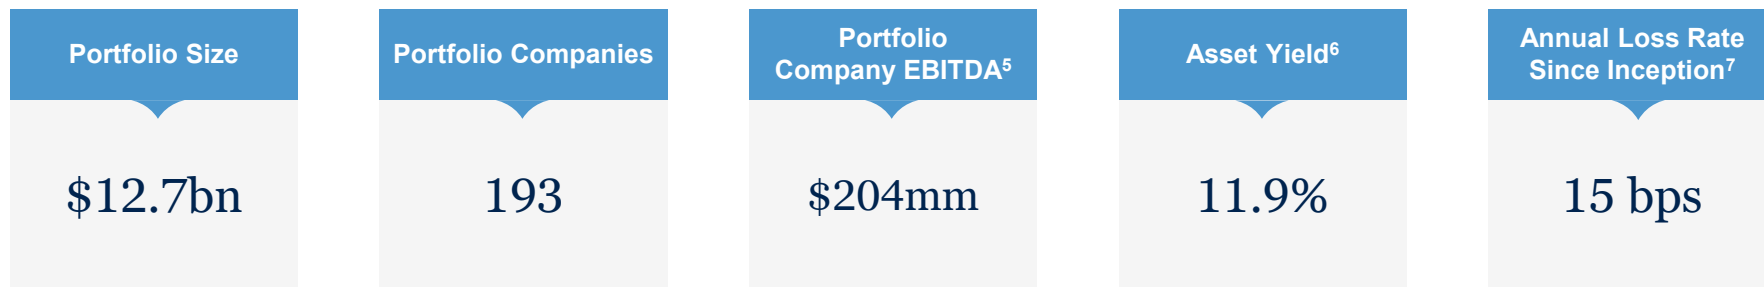 Portfolio Size
$12.7bn
Portfolio Companies
193
Portfolio
Company EBITDA⁵
$204mm
Asset Yield⁶
11.9%
Annual Loss Rate
Since Inception⁷
15 bps